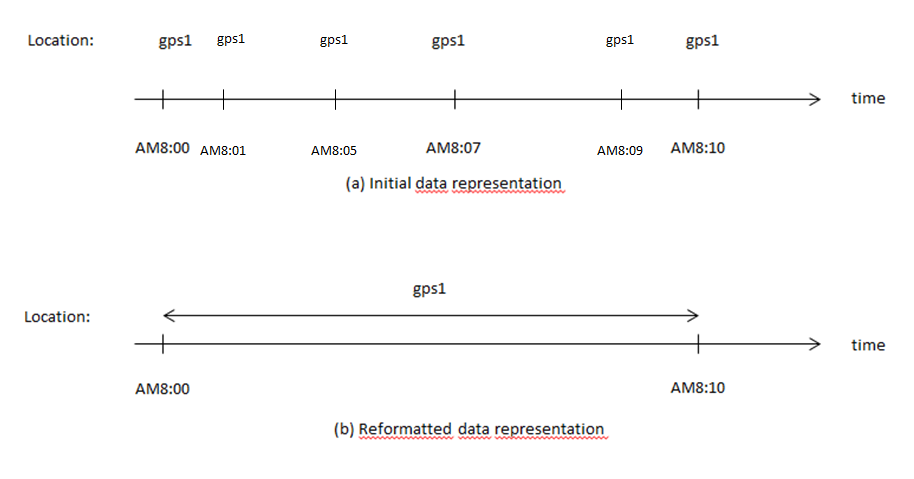 Location: gps1 gps1 gps1 gps1 gps1 gps1
time
AM8:00 AM8:01 AM8:05 AM8:07 AM8:09 AM8:10
(a) Initial data representation
gps1
Location:
time
AM8:00 AM8:10
(b) Reformatted data representation